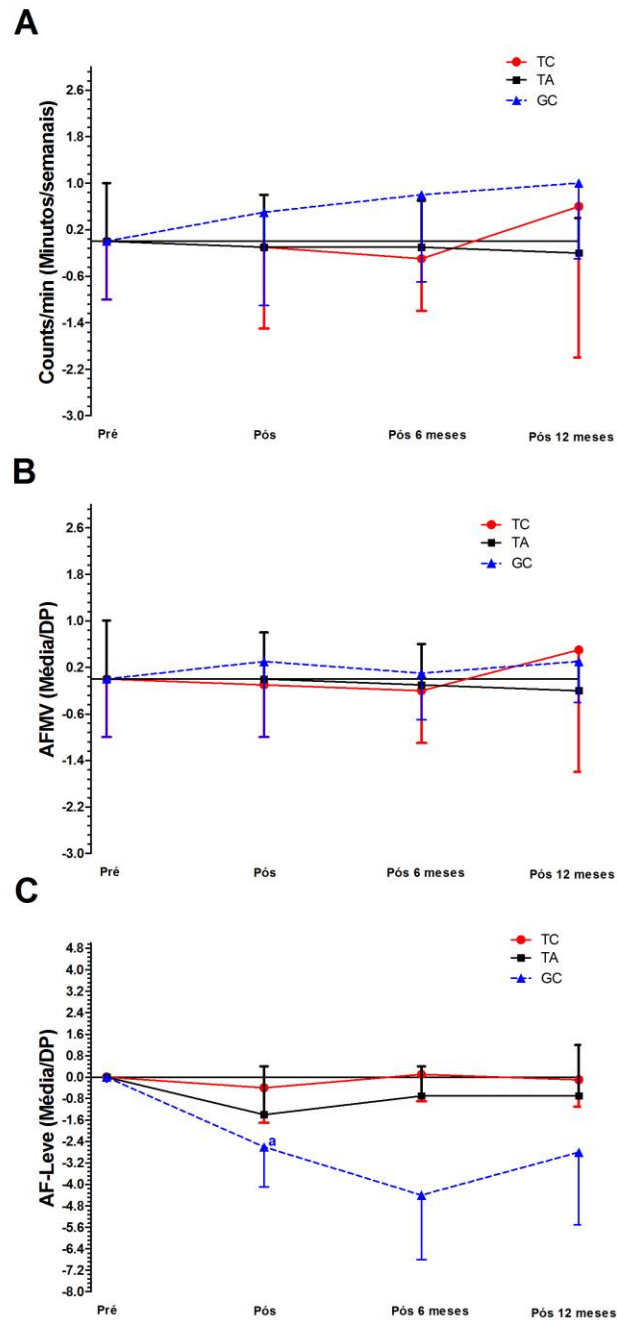 A
TC
TA
GC
Counts/min (Minutos/semanais)
2.6
1.8
1.0
0.2
-0.6
-1.4
-2.2
-3.0
Pré
Pós
Pós 6 meses
Pós 12 meses
B
TC
TA
GC
AFMV (Média/DP)
2.6
1.8
1.0
0.2
-0.6
-1.4
-2.2
-3.0
Pré
Pós
Pós 6 meses
Pós 12 meses
C
TC
TA
GC
AF-Leve (Média/DP)
4.8
4.0
3.2
2.4
1.6
0.8
0.0
-0.8
-1.6
-2.4
-3.2
-4.0
-4.8
-5.6
-6.4
-7.2
-8.0
a
Pré
Pós
Pós 6 meses
Pós 12 meses